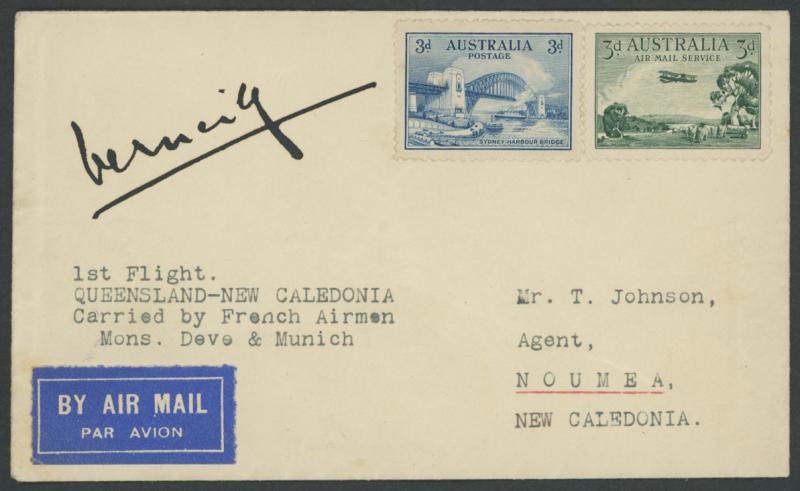 3d AUSTRALIA 3d
POSTAGE
SYDNEY HARBOUR BRIDGE
3d AUSTRALIA 3d
AIR MAIL SERVICE
1st Flight.
QUEENSLAND-NEW CALEDONIA
Carried by French Airmen
Mons. Deve & Munich
Mr. T. Johnson,
Agent,
NOUMEA,
NEW CALEDONIA.
BY AIR MAIL
PAR AVION